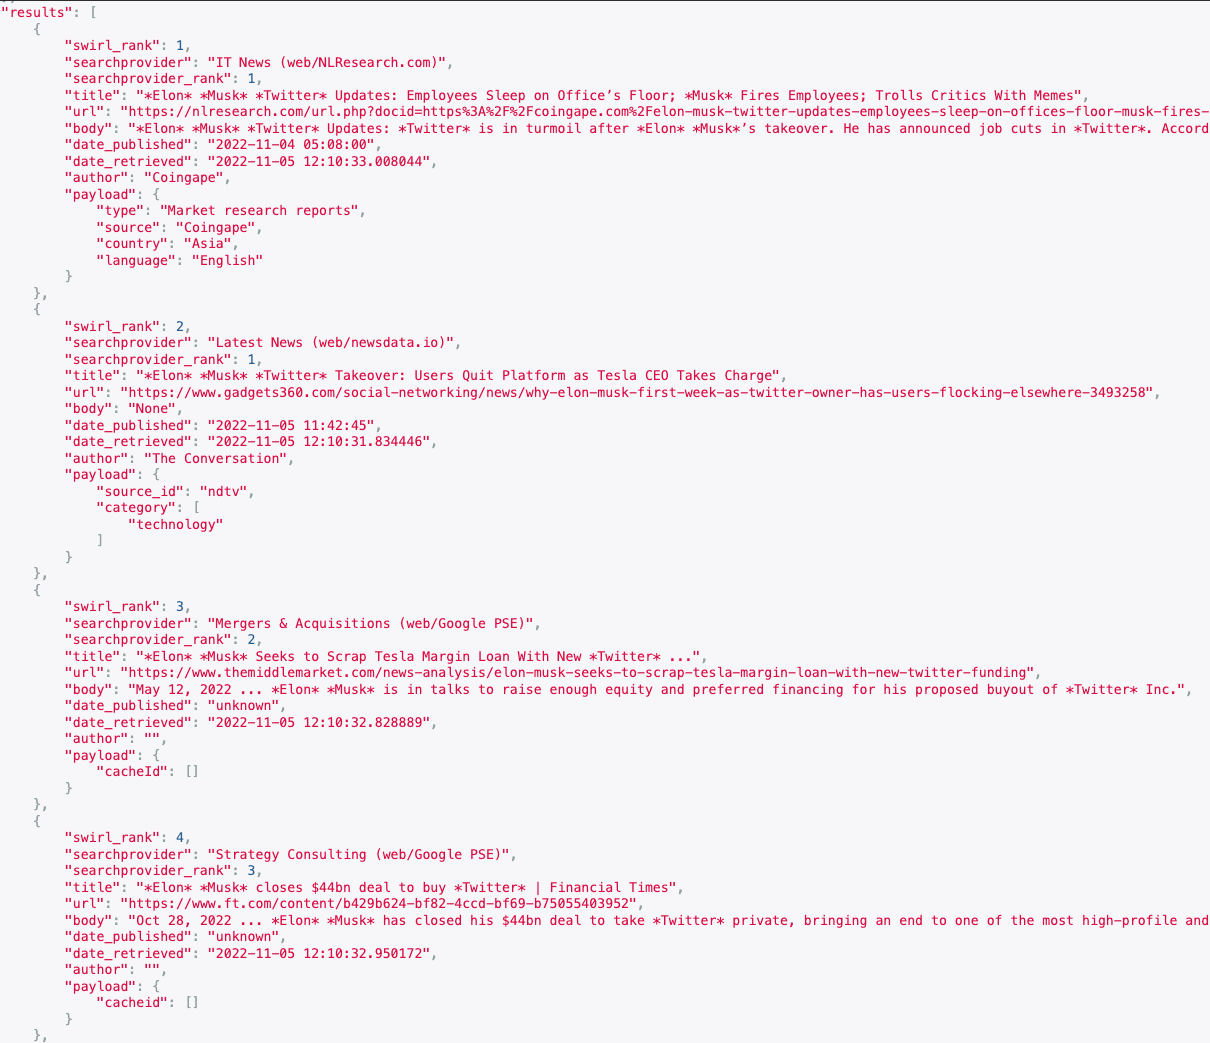 "results": [
{
"swirl_rank": 1,
"searchprovider": "IT News (web/NLResearch.com)",
"searchprovider_rank": 1,
"title": "*Elon* *Musk* *Twitter* Updates: Employees Sleep on Office’s Floor; *Musk* Fires Employees; Trolls Critics With Memes",
"url": "https://nlresearch.com/url.php?docid=https%3A%2F%2Fcoingape.com%2Felon-musk-twitter-updates-employees-sleep-on-offices-floor-musk-fires-
"body": "*Elon* *Musk* *Twitter* Updates: *Twitter* is in turmoil after *Elon* *Musk*’s takeover. He has announced job cuts in *Twitter*. Accord
"date_published": "2022-11-04 05:08:00",
"date_retrieved": "2022-11-05 12:10:33.008044",
"author": "Coingape",
"payload": {
"type": "Market research reports",
"source": "Coingape",
"country": "Asia",
"language": "English"
}
},
{
"swirl_rank": 2,
"searchprovider": "Latest News (web/newsdata.io)",
"searchprovider_rank": 1,
"title": "*Elon* *Musk* *Twitter* Takeover: Users Quit Platform as Tesla CEO Takes Charge",
"url": "https://www.gadgets360.com/social-networking/news/why-elon-musk-first-week-as-twitter-owner-has-users-flocking-elsewhere-3493258",
"body": "None",
"date_published": "2022-11-05 11:42:45",
"date_retrieved": "2022-11-05 12:10:31.834446",
"author": "The Conversation",
"payload": {
"source_id": "ndtv",
"category": [
"technology"
]
}
},
{
"swirl_rank": 3,
"searchprovider": "Mergers & Acquisitions (web/Google PSE)",
"searchprovider_rank": 2,
"title": "*Elon* *Musk* Seeks to Scrap Tesla Margin Loan With New *Twitter* ...",
"url": "https://www.themiddlemarket.com/news-analysis/elon-musk-seeks-to-scrap-tesla-margin-loan-with-new-twitter-funding",
"body": "May 12, 2022 ... *Elon* *Musk* is in talks to raise enough equity and preferred financing for his proposed buyout of *Twitter* Inc.",
"date_published": "unknown",
"date_retrieved": "2022-11-05 12:10:32.828889",
"author": "",
"payload": {
"cacheId": []
}
},
{
"swirl_rank": 4,
"searchprovider": "Strategy Consulting (web/Google PSE)",
"searchprovider_rank": 3,
"title": "*Elon* *Musk* closes $44bn deal to buy *Twitter* | Financial Times",
"url": "https://www.ft.com/content/b429b624-bf82-4ccd-bf69-b75055403952",
"body": "Oct 28, 2022 ... *Elon* *Musk* has closed his $44bn deal to take *Twitter* private, bringing an end to one of the most high-profile and
"date_published": "unknown",
"date_retrieved": "2022-11-05 12:10:32.950172",
"author": "",
"payload": {
"cacheid": []
}
},